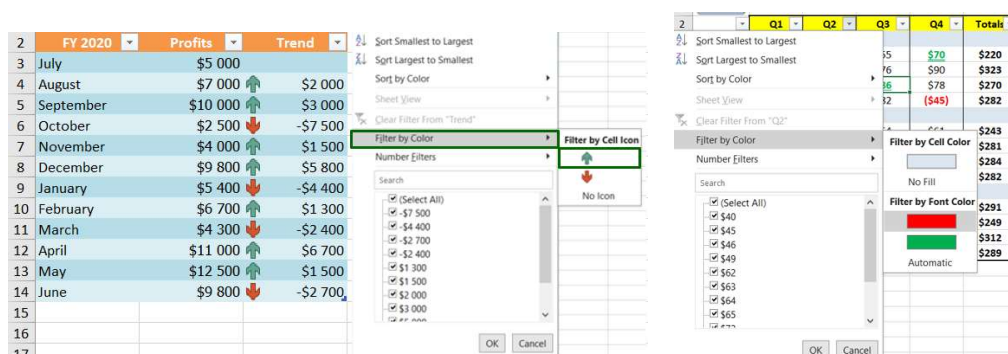 2 FY 2020 Profits Trend
3 July $5 000
4 August $7 000 $2 000
5 September $10 000 $3 000
6 October $2 500 -$7 500
7 November $4 000 $1 500
8 December $9 800 $5 800
9 January $5 400 -$4 400
10 February $6 700 $1 300
11 March $4 300 -$2 400
12 April $11 000 $6 700
13 May $12 500 $1 500
14 June $9 800 -$2 700
15
16
17
Sort Smallest to Largest
Sort Largest to Smallest
Sort by Color
Sheet View
Clear Filter From "Trend"
Filter by Color
Number Filters
Search
(Select All)
-$7 500
-$4 400
-$2 700
-$2 400
$1 300
$1 500
$2 000
$3 000
OK Cancel
Filter by Cell Icon
No Icon
2 Q1 Q2 Q3 Q4 Totals
Sort Smallest to Largest
Sort Largest to Smallest
Sort by Color
Sheet View
Clear Filter From "Q2"
Filter by Color
Number Filters
Search
(Select All)
$40
$45
$46
$49
$62
$63
$64
$65
OK Cancel
$70 $220
$90 $323
$78 $270
($45) $282
$243
$281
$284
$282
$291
$249
$312
$289
Filter by Cell Color
No Fill
Filter by Font Color
Automatic